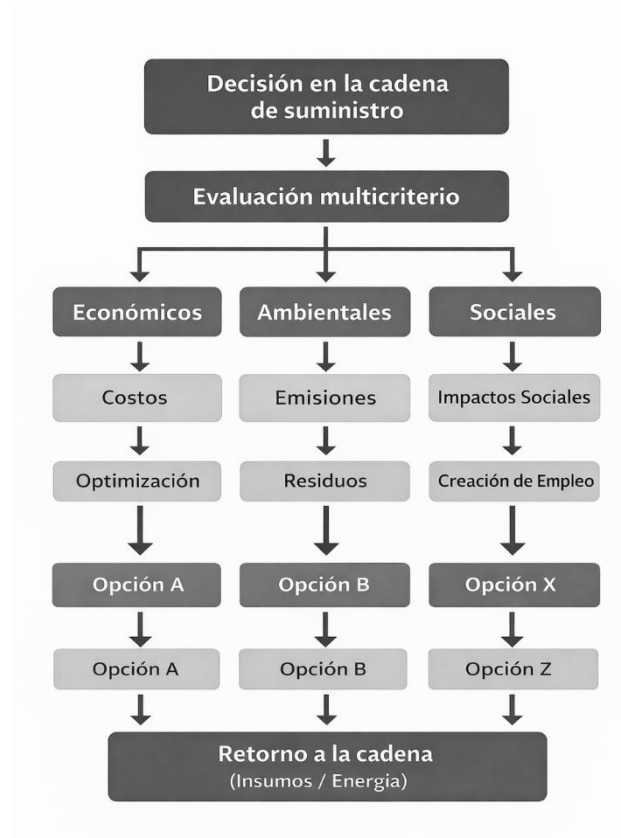 Decisión en la cadena
de suministro
Evaluación multicriterio
Económicos
Ambientales
Sociales
Costos
Emisiones
Impactos Sociales
Optimización
Residuos
Creación de Empleo
Opción A
Opción B
Opción X
Opción A
Opción B
Opción Z
Retorno a la cadena
(Insumos / Energia)